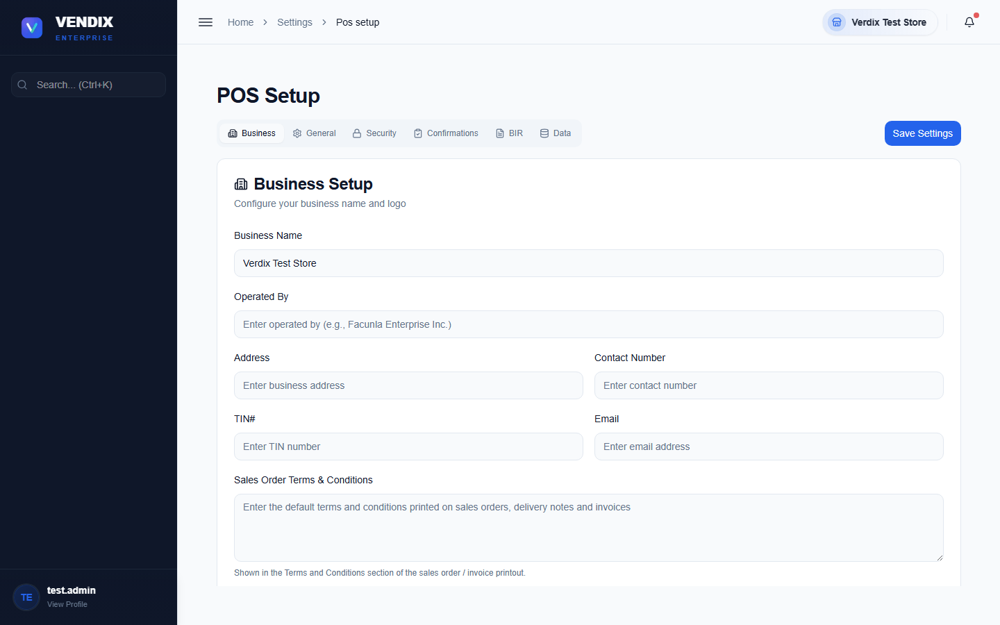 VENDIX
ENTERPRISE
Search... (Ctrl+K)
test.admin
TE
View Profile
Home > Settings > Pos setup
Verdix Test Store
POS Setup
Business General Security Confirmations BIR Data
Save Settings
Business Setup
Configure your business name and logo
Business Name
Verdix Test Store
Operated By
Enter operated by (e.g., Facunla Enterprise Inc.)
Address Contact Number
Enter business address Enter contact number
TIN# Email
Enter TIN number Enter email address
Sales Order Terms & Conditions
Enter the default terms and conditions printed on sales orders, delivery notes and invoices
Shown in the Terms and Conditions section of the sales order / invoice printout.